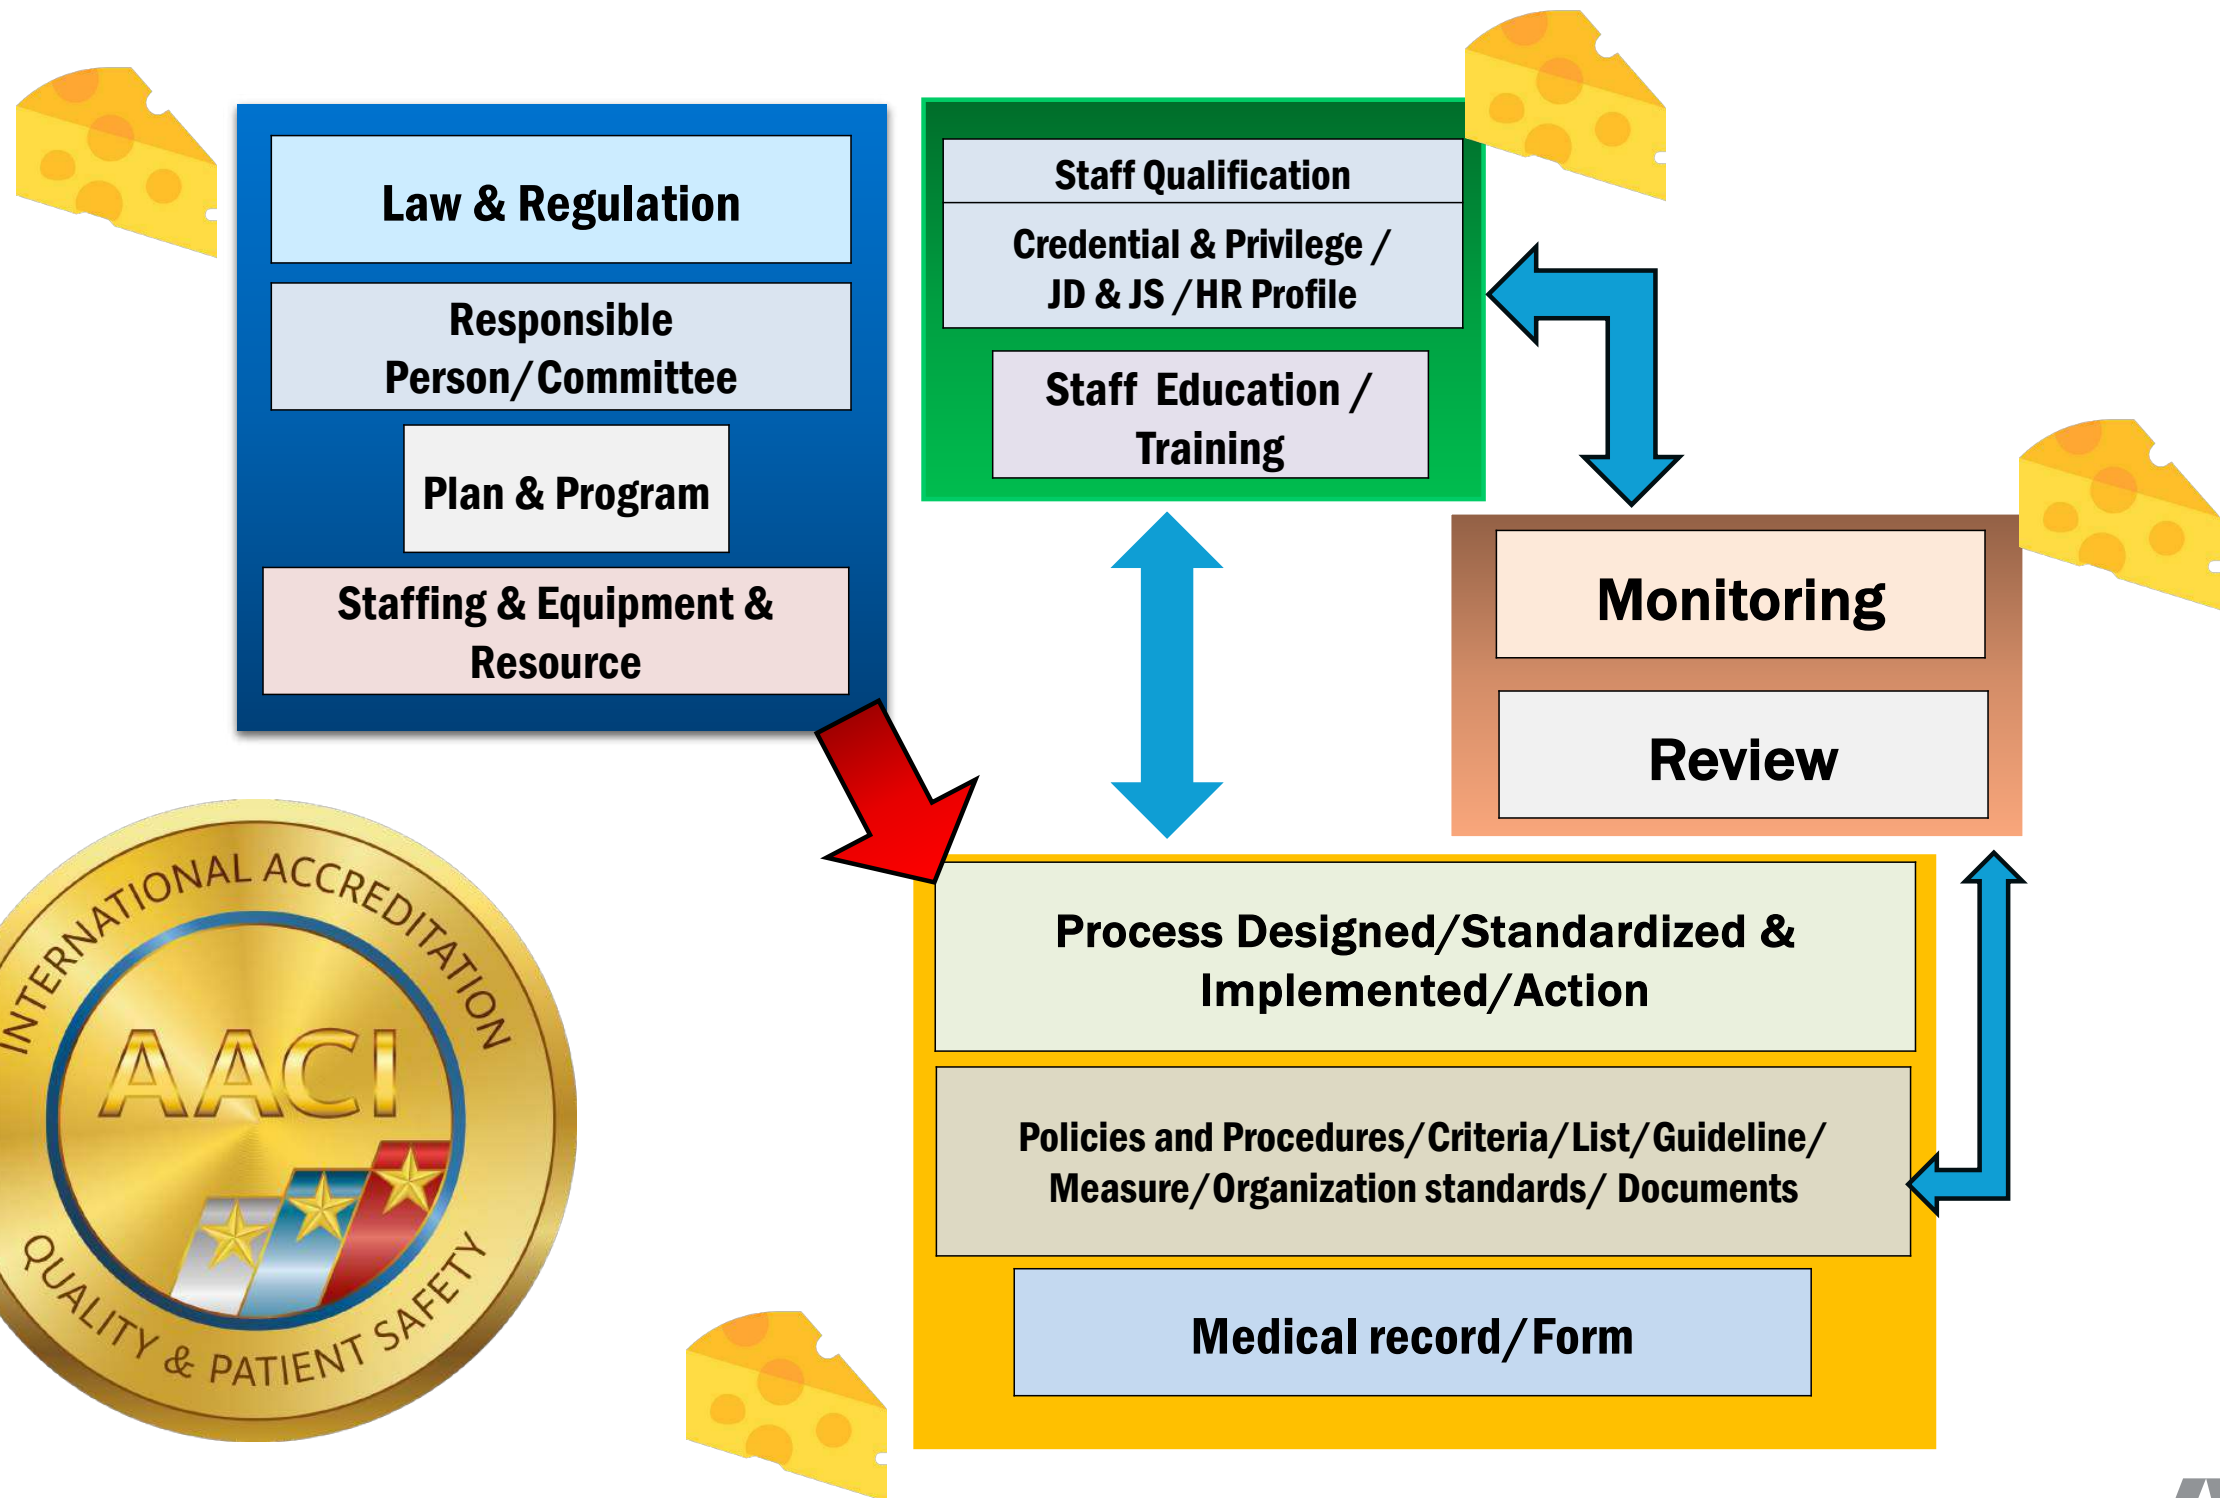 Law & Regulation
Responsible
Person/Committee
Plan & Program
Staffing & Equipment &
Resource
Staff Qualification
Credential & Privilege /
JD & JS /HR Profile
Staff Education /
Training
Monitoring
Review
Process Designed/Standardized &
Implemented/Action
Policies and Procedures/Criteria/List/Guideline/
Measure/Organization standards/ Documents
Medical record/Form
INTERNATIONAL ACCREDITATION
AACI
QUALITY & PATIENT SAFETY